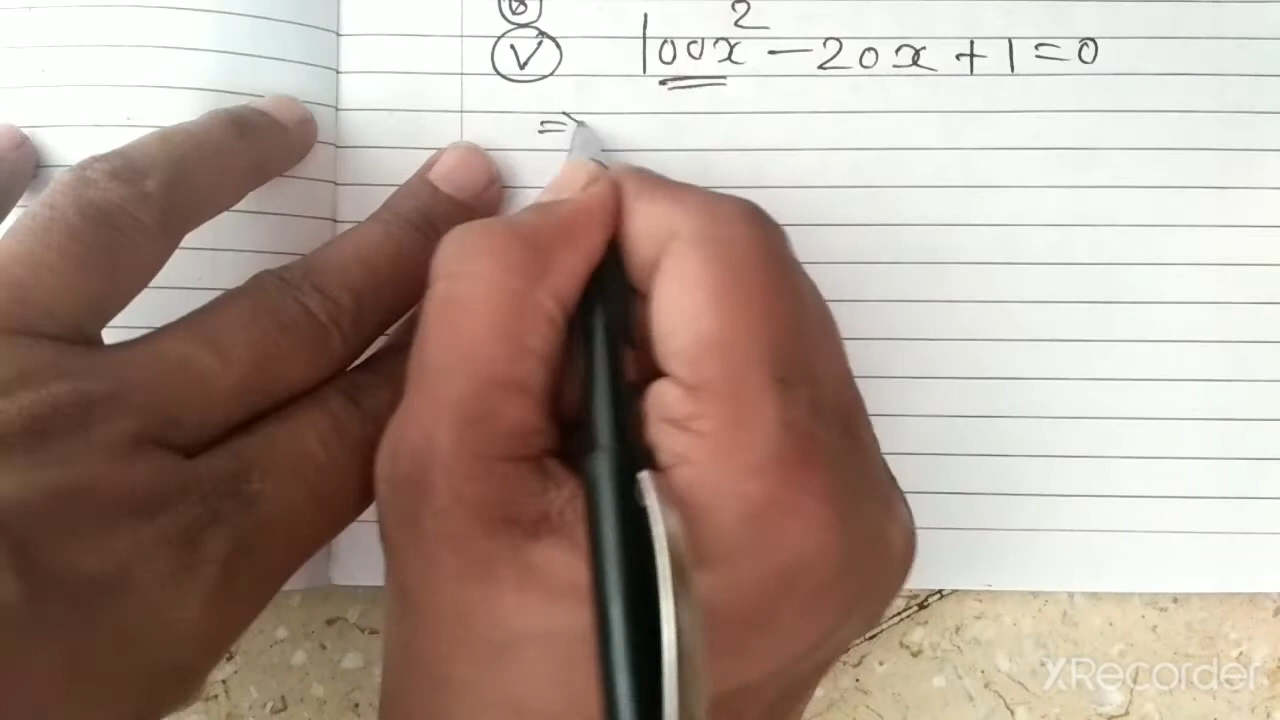 (V) 100x² - 20x + 1 = 0
=>
XRecorder